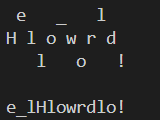 e   _   l
H l o w r d
   l   o   !

e_lHlowrdlo!